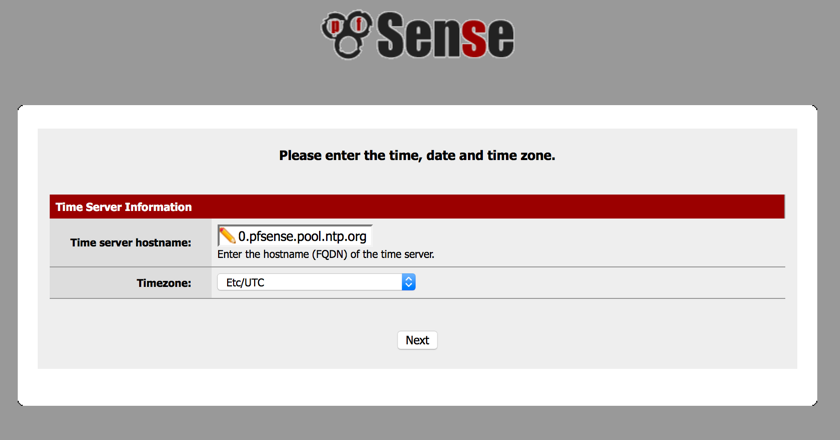 pf Sense
Please enter the time, date and time zone.
Time Server Information
Time server hostname: 0.pfsense.pool.ntp.org
Enter the hostname (FQDN) of the time server.
Timezone: Etc/UTC
Next